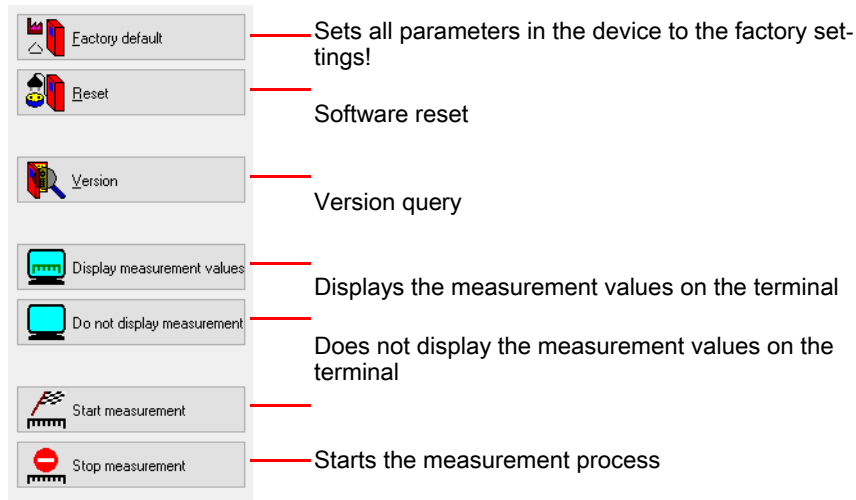 Factory default
Sets all parameters in the device to the factory set-
tings!
Reset
Software reset
Version
Version query
Display measurement values
Displays the measurement values on the terminal
Do not display measurement
Does not display the measurement values on the
terminal
Start measurement
Stop measurement
Starts the measurement process